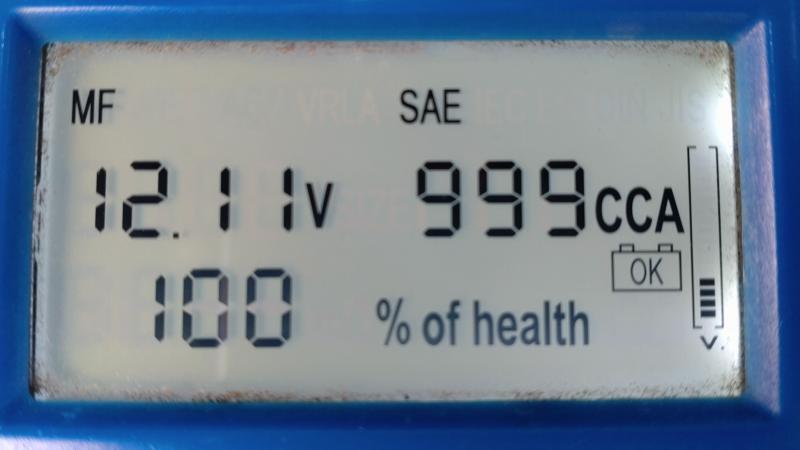 MF SAE
12.11V 999CCA
OK
100 % of health
V